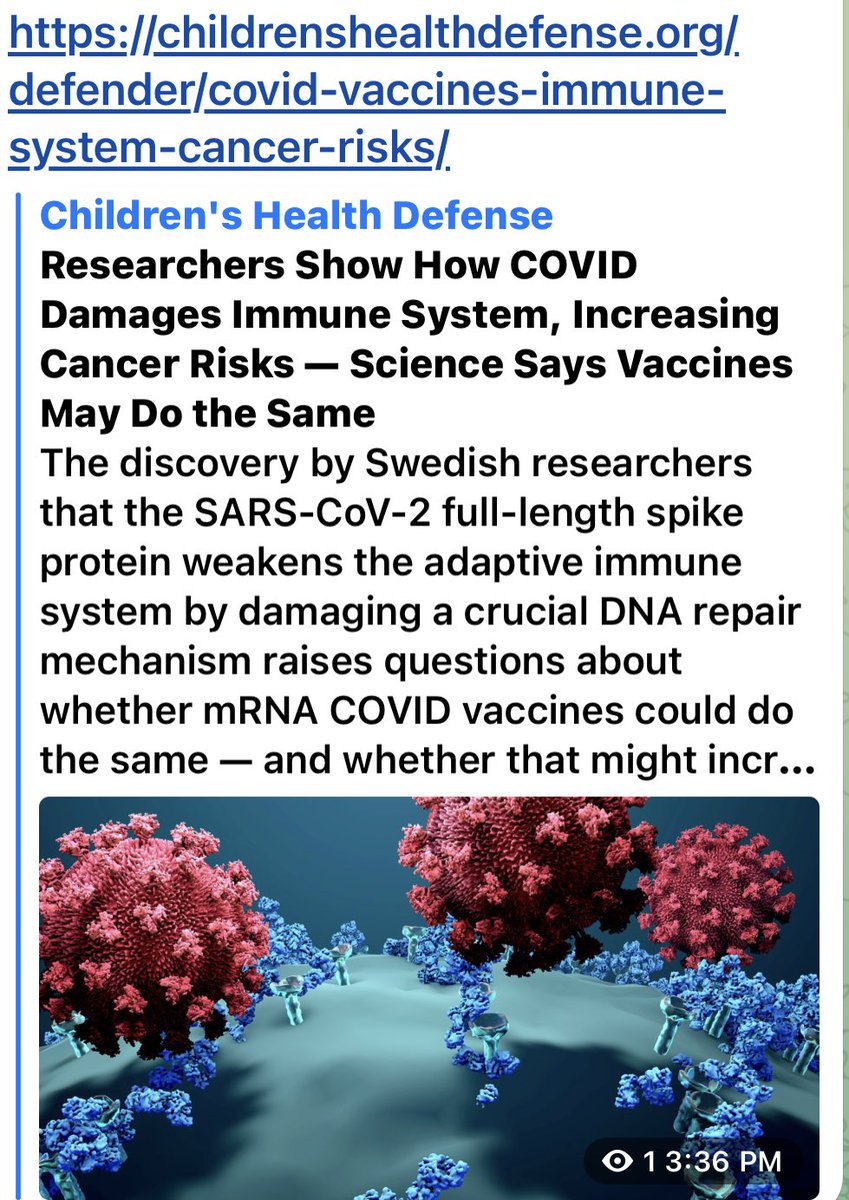 https://childrenshealthdefense.org/
defender/covid-vaccines-immune-
system-cancer-risks/
Children's Health Defense
Researchers Show How COVID
Damages Immune System, Increasing
Cancer Risks — Science Says Vaccines
May Do the Same
The discovery by Swedish researchers
that the SARS-CoV-2 full-length spike
protein weakens the adaptive immune
system by damaging a crucial DNA repair
mechanism raises questions about
whether mRNA COVID vaccines could do
the same — and whether that might incr...
1 3:36 PM